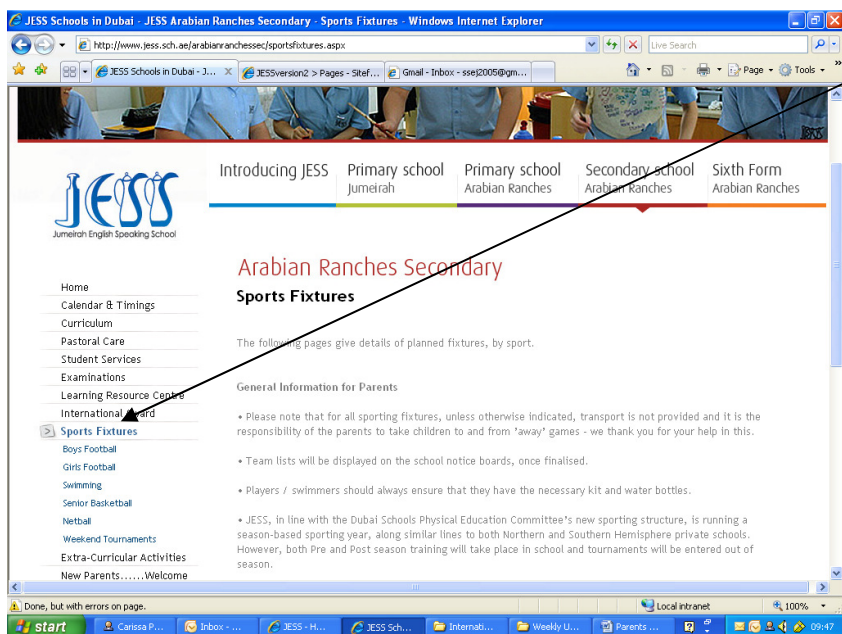 JESS Schools in Dubai - JESS Arabian Ranches Secondary - Sports Fixtures - Windows Internet Explorer
http://www.jess.sch.ae/arabianranchessec/sportsfixtures.aspx
Live Search
JESS Schools in Dubai - J...
JESSversion2 > Pages - Sitef...
Gmail - Inbox - ssej2005@gm...
Page
Tools
Introducing JESS
Primary school
Jumeirah
Primary school
Arabian Ranches
Secondary school
Arabian Ranches
Sixth Form
Arabian Ranches
JESS
Jumeirah English Speaking School
Home
Calendar & Timings
Curriculum
Pastoral Care
Student Services
Examinations
Learning Resource Centre
International Award
Sports Fixtures
Boys Football
Girls Football
Swimming
Senior Basketball
Netball
Weekend Tournaments
Extra-Curricular Activities
New Parents......Welcome
Arabian Ranches Secondary
Sports Fixtures
The following pages give details of planned fixtures, by sport.
General Information for Parents
• Please note that for all sporting fixtures, unless otherwise indicated, transport is not provided and it is the
responsibility of the parents to take children to and from 'away' games - we thank you for your help in this.
• Team lists will be displayed on the school notice boards, once finalised.
• Players / swimmers should always ensure that they have the necessary kit and water bottles.
• JESS, in line with the Dubai Schools Physical Education Committee's new sporting structure, is running a
season-based sporting year, along similar lines to both Northern and Southern Hemisphere private schools.
However, both Pre and Post season training will take place in school and tournaments will be entered out of
season.
Done, but with errors on page.
Local intranet
100%
start
Carissa P...
Inbox - ...
JESS - H...
JESS Sch...
Internati...
Weekly U...
Parents ...
09:47